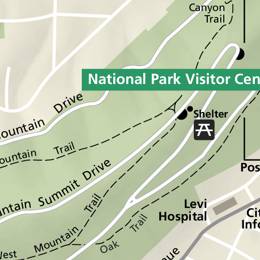 Canyon
Trail
National Park Visitor Cen
Shelter
Mountain Drive
Mountain Trail
Mountain Summit Drive
Trail
West Mountain
Oak Trail
Levi
Hospital
Pos
Cit
Info